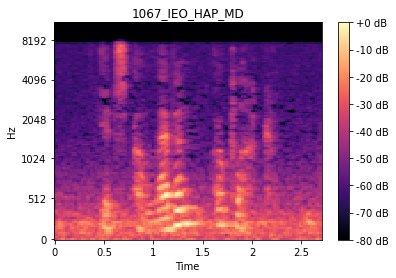 1067_IEO_HAP_MD
+0 dB
8192
-10 dB
4096
-20 dB
-30 dB
2048
Hz
-40 dB
1024
-50 dB
512
-60 dB
-70 dB
0
-80 dB
0 0.5 1 1.5 2 2.5
Time